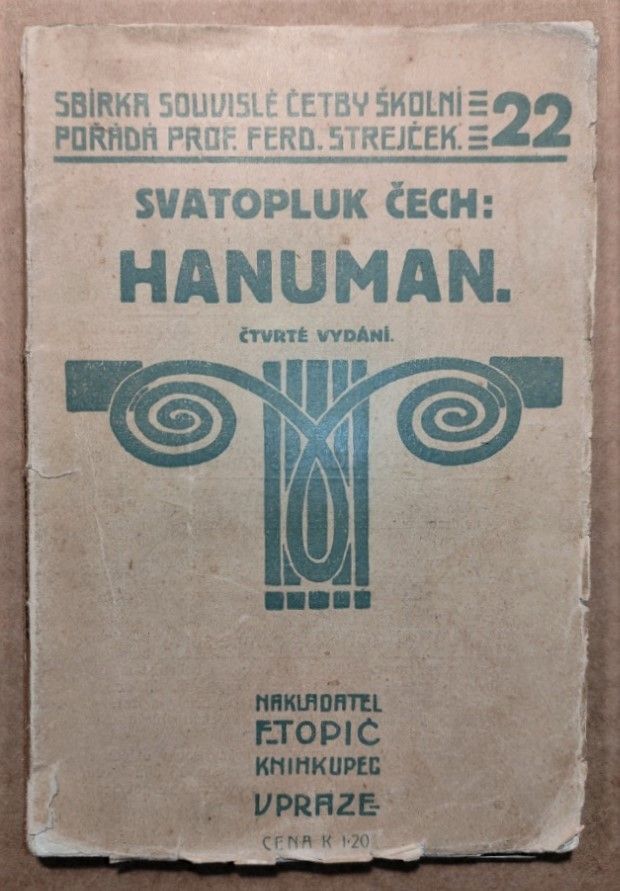 SBÍRKA SOUVISLÉ ČETBY ŠKOLNÍ
POŘÁDÁ PROF. FERD. STREJČEK.
22
SVATOPLUK ČECH:
HANUMAN.
ČTVRTÉ VYDÁNÍ.
NAKLADATEL
F. TOPIČ
KNIHKUPEC
V PRAZE
CENA K 1·20